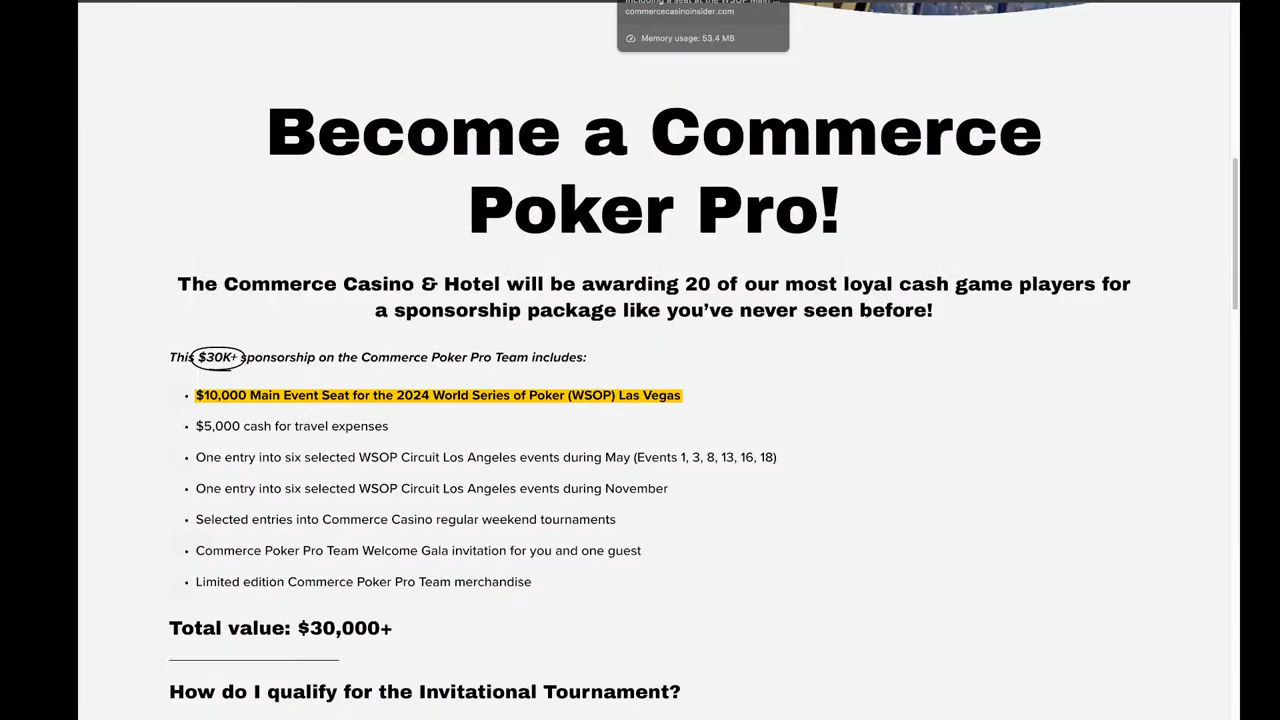 including a seat at the WSOP Main ...
commercecasinoinsider.com
Memory usage: 53.4 MB
Become a Commerce
Poker Pro!
The Commerce Casino & Hotel will be awarding 20 of our most loyal cash game players for
a sponsorship package like you’ve never seen before!
This $30K+ sponsorship on the Commerce Poker Pro Team includes:
• $10,000 Main Event Seat for the 2024 World Series of Poker (WSOP) Las Vegas
• $5,000 cash for travel expenses
• One entry into six selected WSOP Circuit Los Angeles events during May (Events 1, 3, 8, 13, 16, 18)
• One entry into six selected WSOP Circuit Los Angeles events during November
• Selected entries into Commerce Casino regular weekend tournaments
• Commerce Poker Pro Team Welcome Gala invitation for you and one guest
• Limited edition Commerce Poker Pro Team merchandise
Total value: $30,000+
How do I qualify for the Invitational Tournament?